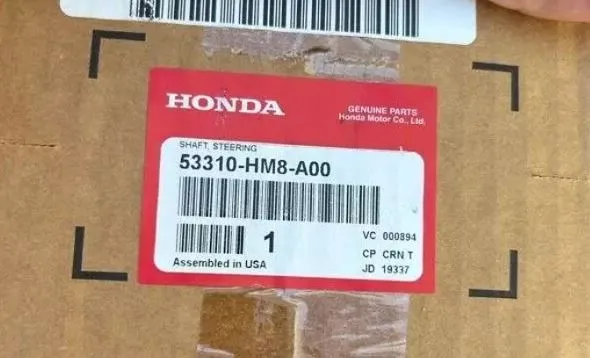 HONDA
GENUINE PARTS
Honda Motor Co., Ltd.
SHAFT, STEERING
53310-HM8-A00
1
VC 000894
CP CRN T
JD 19337
Assembled in USA